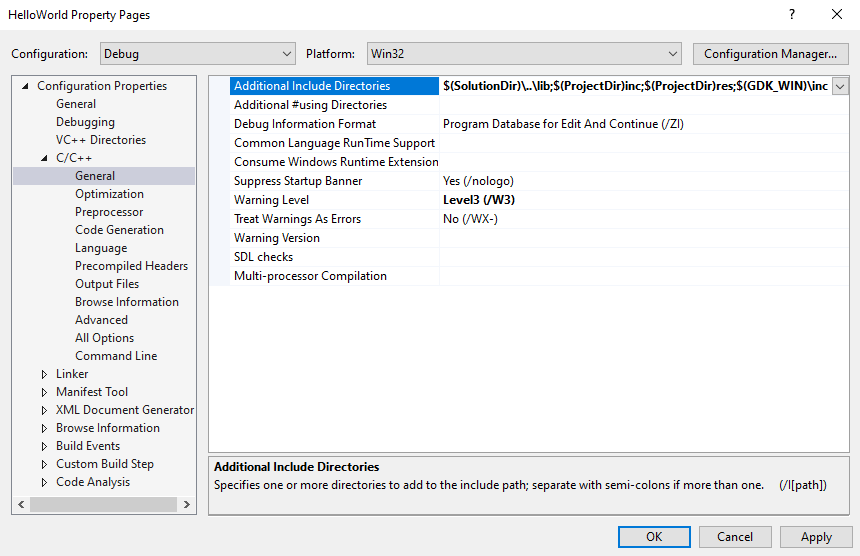 HelloWorld Property Pages
?
Configuration: Debug Platform: Win32 Configuration Manager...
Configuration Properties
General
Debugging
VC++ Directories
C/C++
General
Optimization
Preprocessor
Code Generation
Language
Precompiled Headers
Output Files
Browse Information
Advanced
All Options
Command Line
Linker
Manifest Tool
XML Document Generator
Browse Information
Build Events
Custom Build Step
Code Analysis
Additional Include Directories $(SolutionDir)\..\lib;$(ProjectDir)inc;$(ProjectDir)res;$(GDK_WIN)\inc
Additional #using Directories
Debug Information Format Program Database for Edit And Continue (/ZI)
Common Language RunTime Support
Consume Windows Runtime Extension
Suppress Startup Banner Yes (/nologo)
Warning Level Level3 (/W3)
Treat Warnings As Errors No (/WX-)
Warning Version
SDL checks
Multi-processor Compilation
Additional Include Directories
Specifies one or more directories to add to the include path; separate with semi-colons if more than one. (/I[path])
OK Cancel Apply